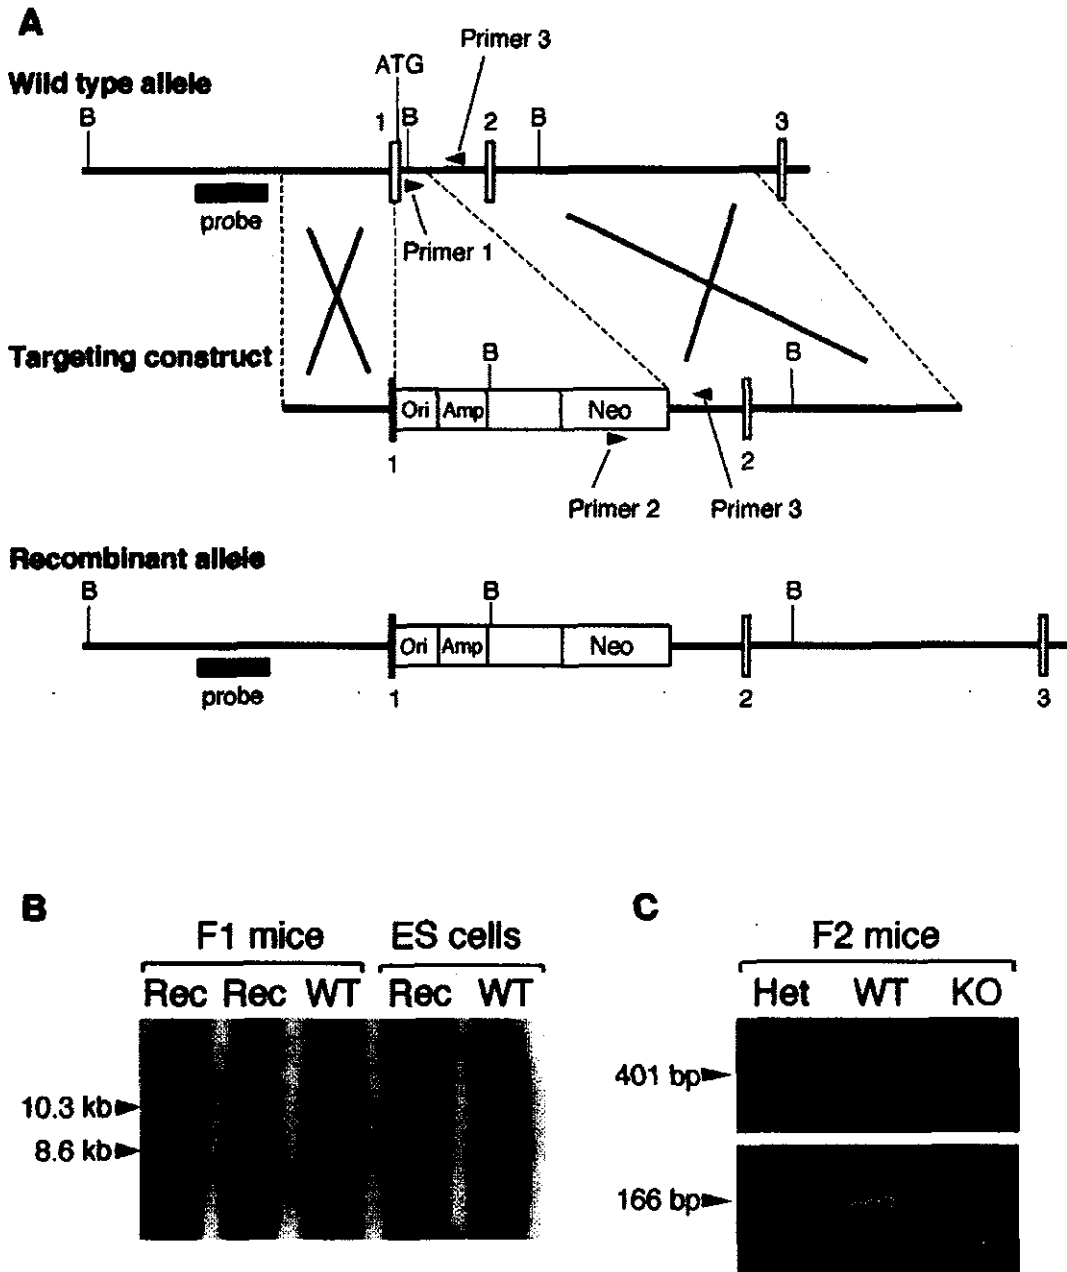 A
Primer 3
ATG
Wild type allele
B 1 B 2 B 3
probe
Primer 1
Targeting construct
B B
Ori Amp Neo
1 2
Primer 2 Primer 3
Recombinant allele
B B B
Ori Amp Neo
probe 1 2 3
B C
F1 mice ES cells F2 mice
Rec Rec WT Rec WT Het WT KO
401 bp
10.3 kb
8.6 kb
166 bp